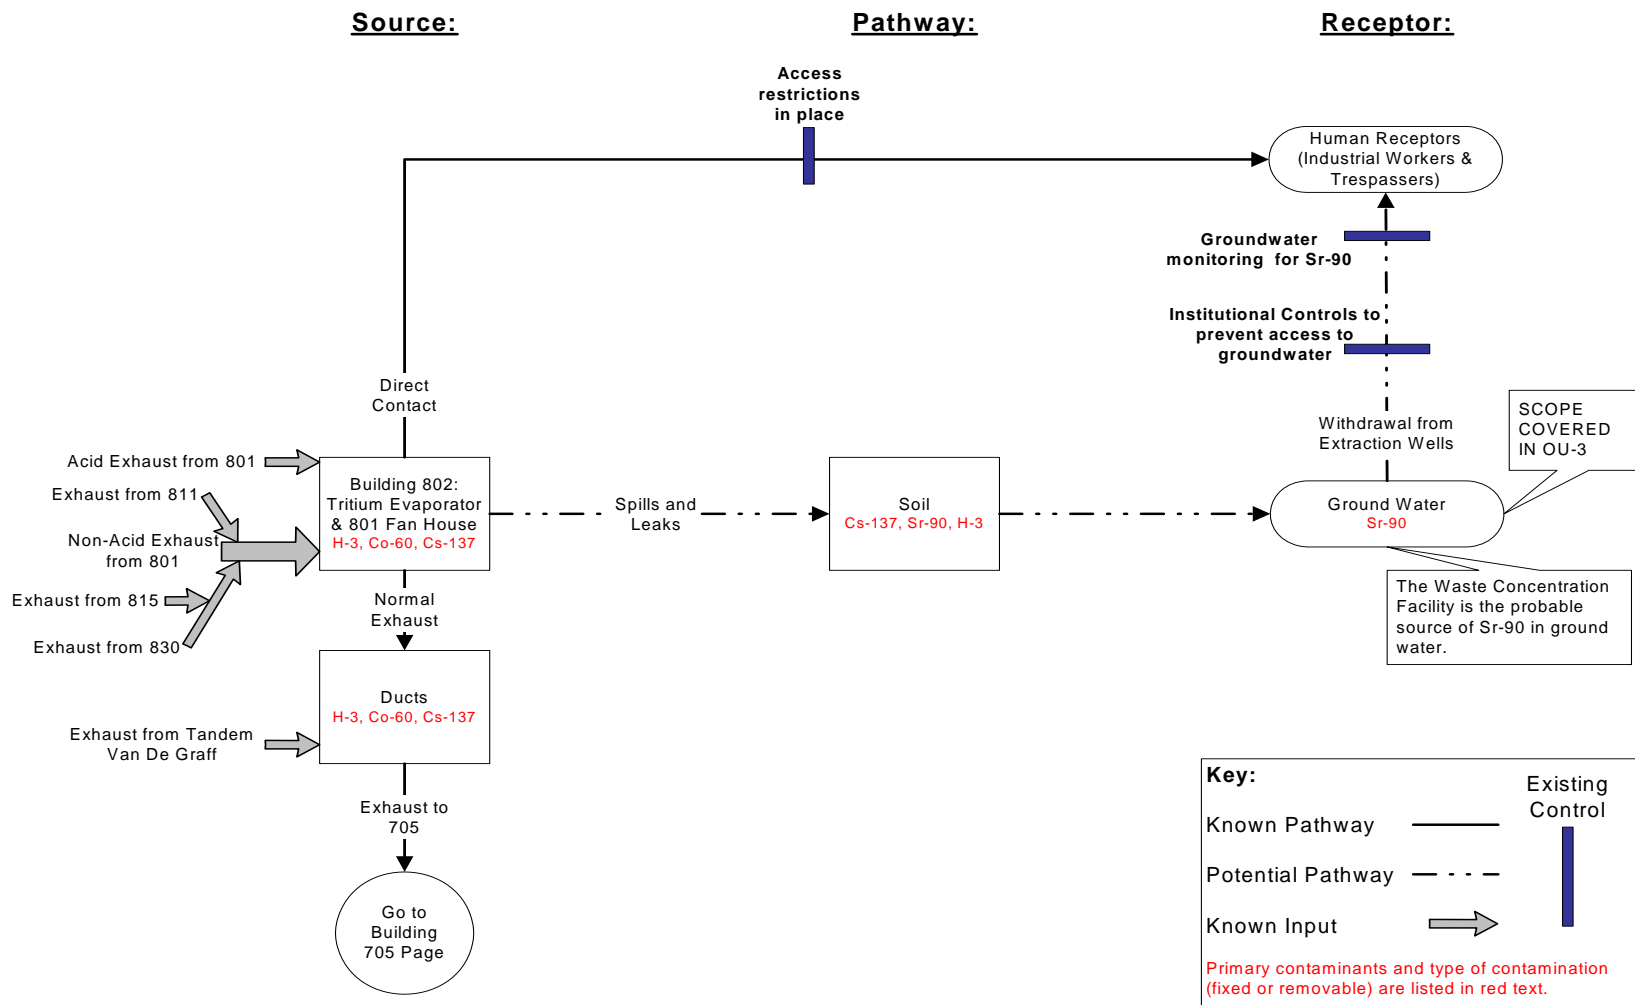 Source:
Pathway:
Receptor:
Access
restrictions
in place
Human Receptors
(Industrial Workers &
Trespassers)
Groundwater
monitoring for Sr-90
Institutional Controls to
prevent access to
groundwater
Direct
Contact
Withdrawal from
Extraction Wells
SCOPE
COVERED
IN OU-3
Acid Exhaust from 801
Exhaust from 811
Non-Acid Exhaust
from 801
Exhaust from 815
Exhaust from 830
Building 802:
Tritium Evaporator
& 801 Fan House
H-3, Co-60, Cs-137
Spills and
Leaks
Soil
Cs-137, Sr-90, H-3
Ground Water
Sr-90
The Waste Concentration
Facility is the probable
source of Sr-90 in ground
water.
Normal
Exhaust
Ducts
H-3, Co-60, Cs-137
Exhaust from Tandem
Van De Graff
Exhaust to
705
Go to
Building
705 Page
Key:
Existing
Control
Known Pathway
Potential Pathway
Known Input
Primary contaminants and type of contamination
(fixed or removable) are listed in red text.